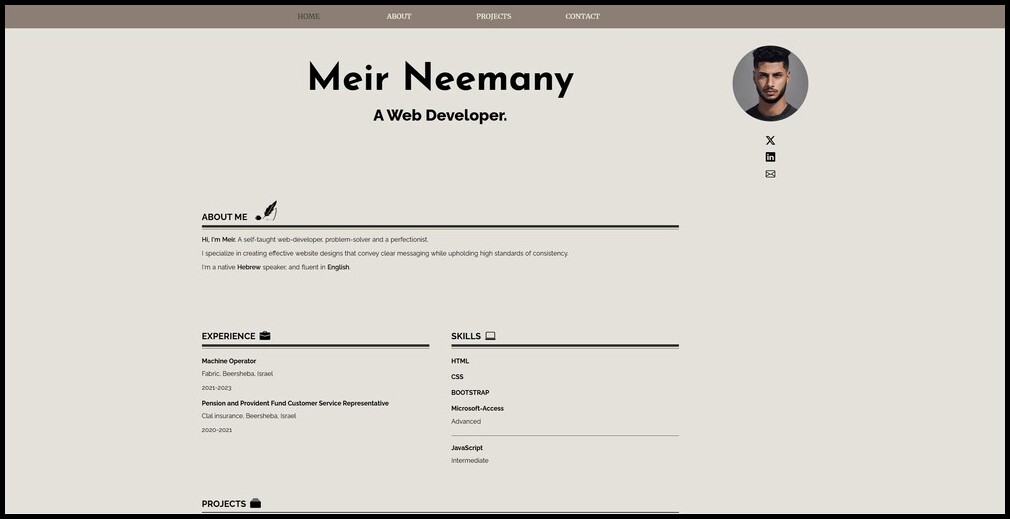 HOME ABOUT PROJECTS CONTACT
Meir Neemany
A Web Developer.
ABOUT ME
Hi, I'm Meir. A self-taught web-developer, problem-solver and a perfectionist.
I specialize in creating effective website designs that convey clear messaging while upholding high standards of consistency.
I'm a native Hebrew speaker, and fluent in English.
EXPERIENCE
Machine Operator
Fabric, Beersheba, Israel
2021-2023
Pension and Provident Fund Customer Service Representative
Clal insurance, Beersheba, Israel
2020-2021
SKILLS
HTML
CSS
BOOTSTRAP
Microsoft-Access
Advanced
JavaScript
Intermediate
PROJECTS